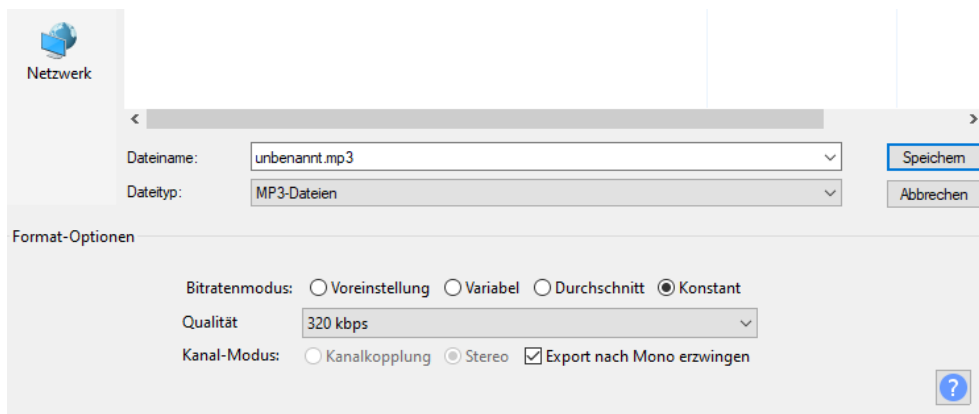 Netzwerk
Dateiname: unbenannt.mp3 Speichern
Dateityp: MP3-Dateien Abbrechen
Format-Optionen
Bitratenmodus: Voreinstellung Variabel Durchschnitt Konstant
Qualität 320 kbps
Kanal-Modus: Kanalkopplung Stereo Export nach Mono erzwingen
?